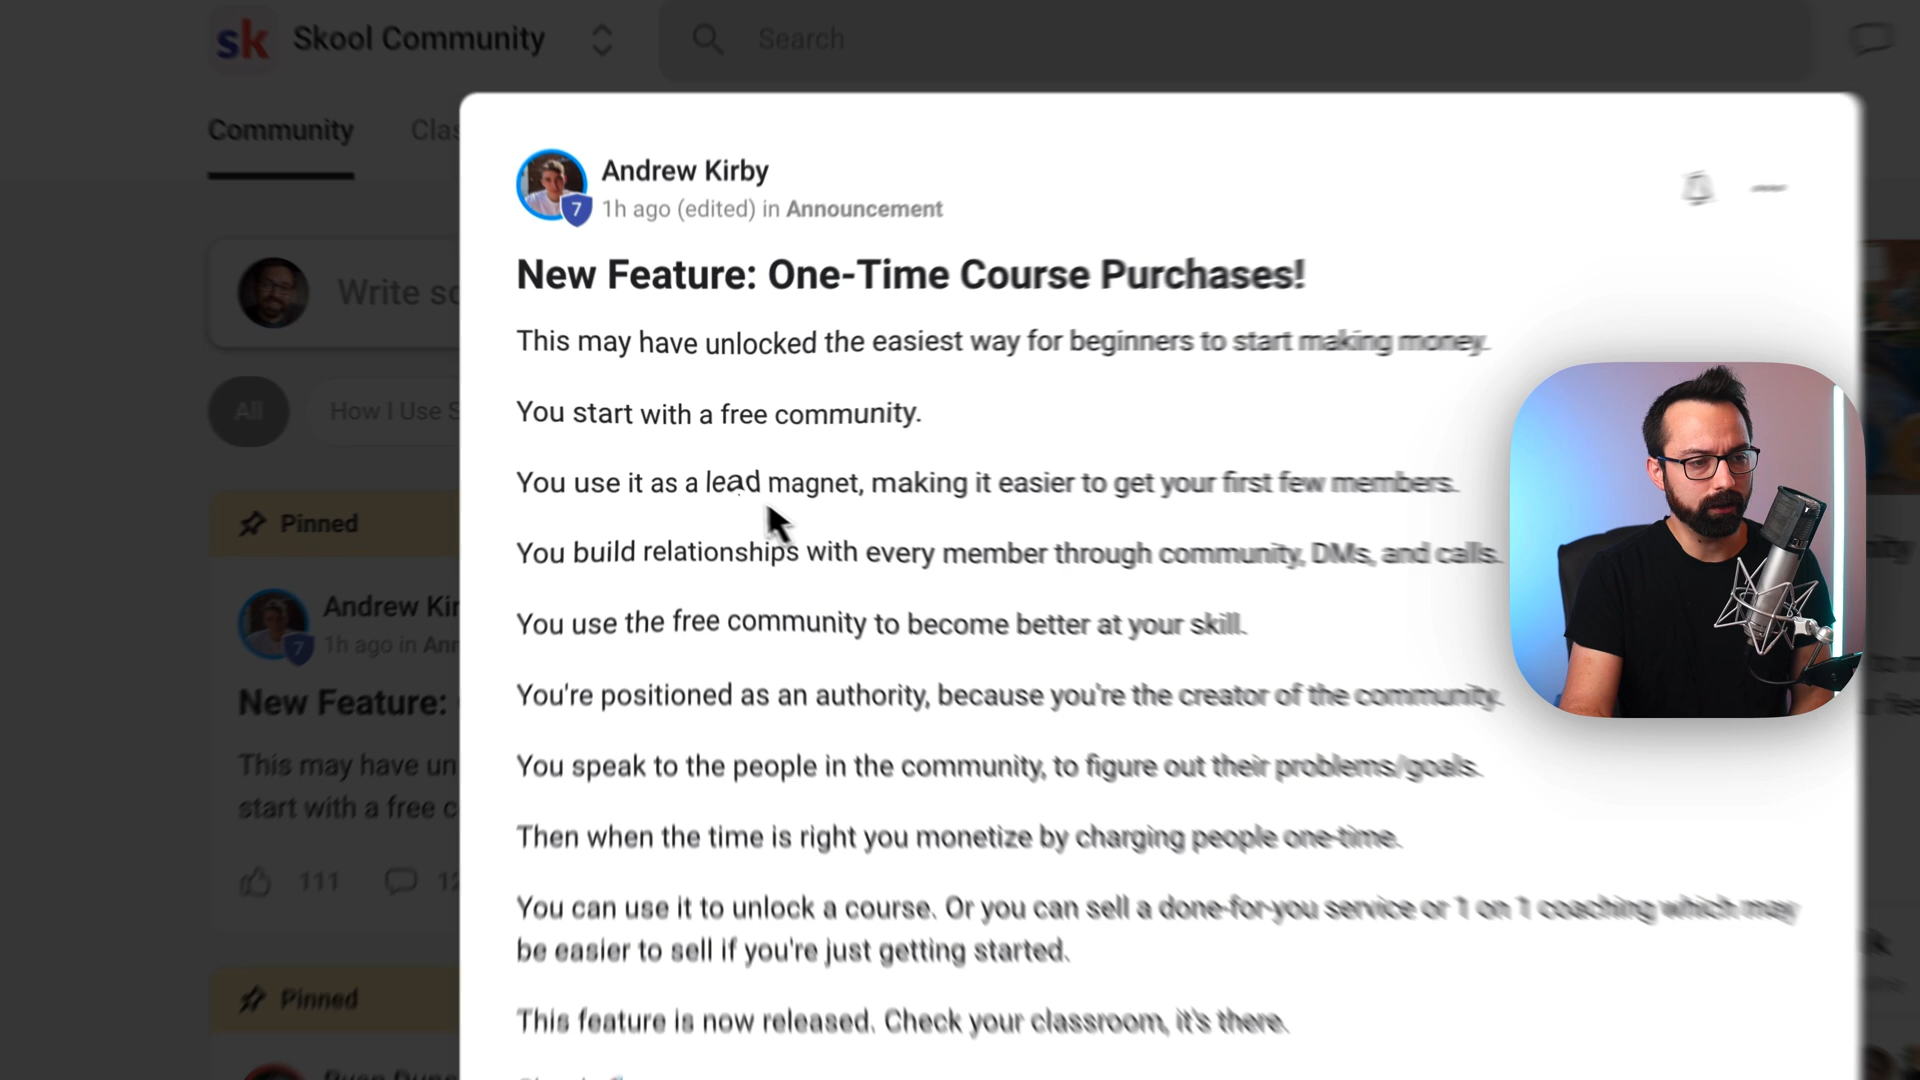 sk Skool Community
Search
Community Clas
Andrew Kirby
7 1h ago (edited) in Announcement
New Feature: One-Time Course Purchases!
This may have unlocked the easiest way for beginners to start making money.
You start with a free community.
You use it as a lead magnet, making it easier to get your first few members.
You build relationships with every member through community, DMs, and calls.
You use the free community to become better at your skill.
You're positioned as an authority, because you're the creator of the community.
You speak to the people in the community, to figure out their problems/goals.
Then when the time is right you monetize by charging people one-time.
You can use it to unlock a course. Or you can sell a done-for-you service or 1 on 1 coaching which may
be easier to sell if you're just getting started.
This feature is now released. Check your classroom, it's there.
Write so
All
How I Use S
Pinned
Andrew Kir
7 1h ago in Ann
New Feature:
This may have un
start with a free c
111
12
Pinned